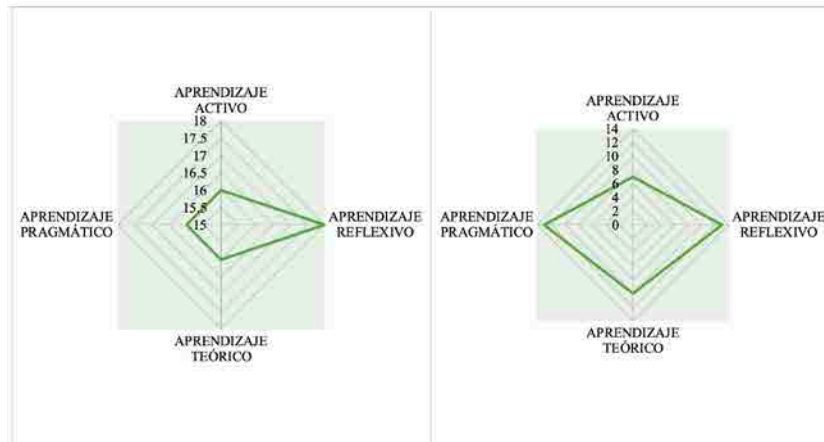 APRENDIZAJE
ACTIVO
18
17.5
17
16.5
16
15.5
15
APRENDIZAJE
PRAGMÁTICO
APRENDIZAJE
REFLEXIVO
APRENDIZAJE
TEÓRICO
APRENDIZAJE
ACTIVO
14
12
10
8
6
4
2
0
APRENDIZAJE
PRAGMÁTICO
APRENDIZAJE
REFLEXIVO
APRENDIZAJE
TEÓRICO